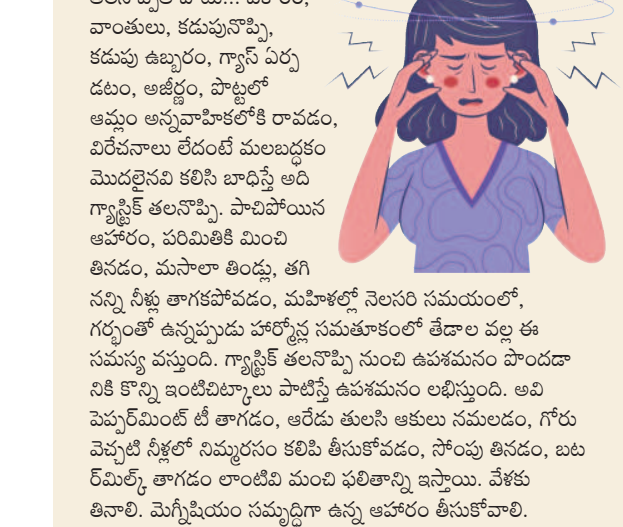 వాంతులు, కడుపునొప్పి,
కడుపు ఉబ్బరం, గ్యాస్ ఏర్ప
డటం, అజీర్ణం, పొట్టలో
ఆమ్లం అన్నవాహికలోకి రావడం,
విరేచనాలు లేదంటే మలబద్ధకం
మొదలైనవి కలిసి బాధిస్తే అది
గ్యాస్ట్రిక్ తలనొప్పి. పాచిపోయిన
ఆహారం, పరిమితికి మించి
తినడం, మసాలా తిండ్లు, తగి
నన్ని నీళ్లు తాగకపోవడం, మహిళల్లో నెలసరి సమయంలో,
గర్భంతో ఉన్నప్పుడు హార్మోన్ల సమతూకంలో తేడాల వల్ల ఈ
సమస్య వస్తుంది. గ్యాస్ట్రిక్ తలనొప్పి నుంచి ఉపశమనం పొందడా
నికి కొన్ని ఇంటిచిట్కాలు పాటిస్తే ఉపశమనం లభిస్తుంది. అవి
పెప్పర్‌మింట్ టీ తాగడం, ఆరేడు తులసి ఆకులు నమలడం, గోరు
వెచ్చటి నీళ్లలో నిమ్మరసం కలిపి తీసుకోవడం, సోంపు తినడం, బట
ర్‌మిల్క్ తాగడం లాంటివి మంచి ఫలితాన్ని ఇస్తాయి. వేళకు
తినాలి. మెగ్నీషియం సమృద్ధిగా ఉన్న ఆహారం తీసుకోవాలి.